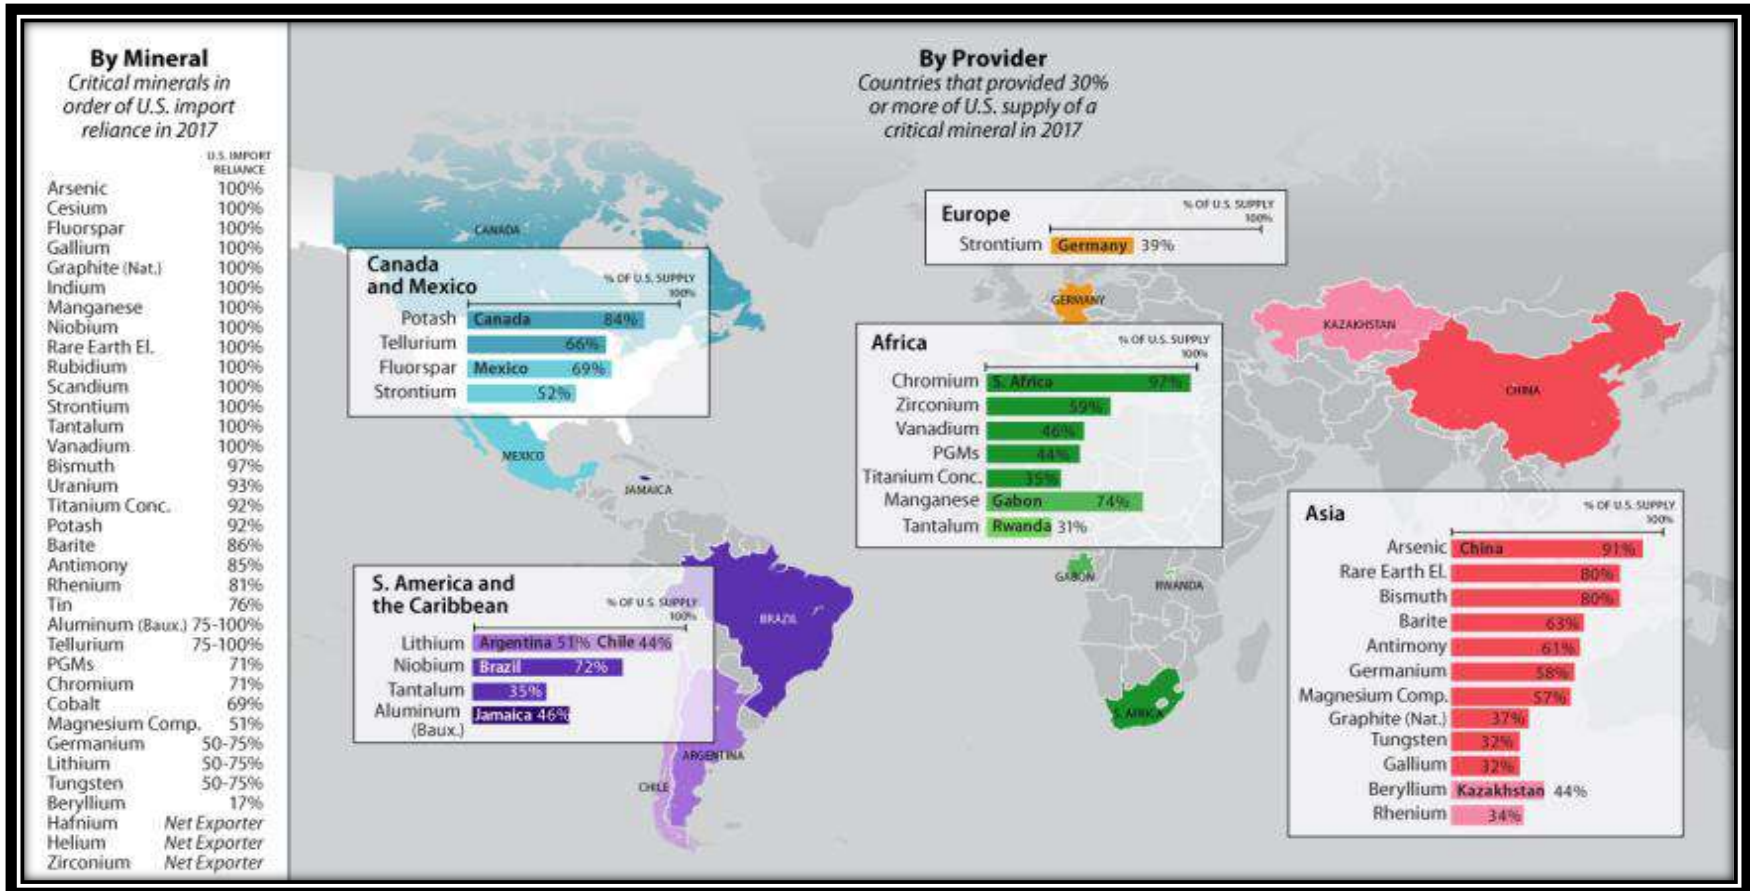 By Mineral
Critical minerals in
order of U.S. import
reliance in 2017
U.S. IMPORT
RELIANCE
Arsenic 100%
Cesium 100%
Fluorspar 100%
Gallium 100%
Graphite (Nat.) 100%
Indium 100%
Manganese 100%
Niobium 100%
Rare Earth El. 100%
Rubidium 100%
Scandium 100%
Strontium 100%
Tantalum 100%
Vanadium 100%
Bismuth 97%
Uranium 93%
Titanium Conc. 92%
Potash 92%
Barite 86%
Antimony 85%
Rhenium 81%
Tin 76%
Aluminum (Baux.) 75-100%
Tellurium 75-100%
PGMs 71%
Chromium 71%
Cobalt 69%
Magnesium Comp. 51%
Germanium 50-75%
Lithium 50-75%
Tungsten 50-75%
Beryllium 17%
Hafnium Net Exporter
Helium Net Exporter
Zirconium Net Exporter
By Provider
Countries that provided 30%
or more of U.S. supply of a
critical mineral in 2017
CANADA
Canada
and Mexico
% OF U.S. SUPPLY
100%
Potash Canada 84%
Tellurium 66%
Fluorspar Mexico 69%
Strontium 52%
MEXICO
JAMAICA
S. America and
the Caribbean
% OF U.S. SUPPLY
100%
Lithium Argentina 51% Chile 44%
Niobium Brazil 72%
Tantalum 35%
Aluminum Jamaica 46%
(Baux.)
BRAZIL
ARGENTINA
CHILE
Europe
% OF U.S. SUPPLY
100%
Strontium Germany 39%
GERMANY
Africa
% OF U.S. SUPPLY
100%
Chromium S. Africa 97%
Zirconium 59%
Vanadium 46%
PGMs 44%
Titanium Conc. 35%
Manganese Gabon 74%
Tantalum Rwanda 31%
GABON
RWANDA
S. AFRICA
KAZAKHSTAN
CHINA
Asia
% OF U.S. SUPPLY
100%
Arsenic China 91%
Rare Earth El. 80%
Bismuth 80%
Barite 63%
Antimony 61%
Germanium 58%
Magnesium Comp. 57%
Graphite (Nat.) 37%
Tungsten 32%
Gallium 32%
Beryllium Kazakhstan 44%
Rhenium 34%